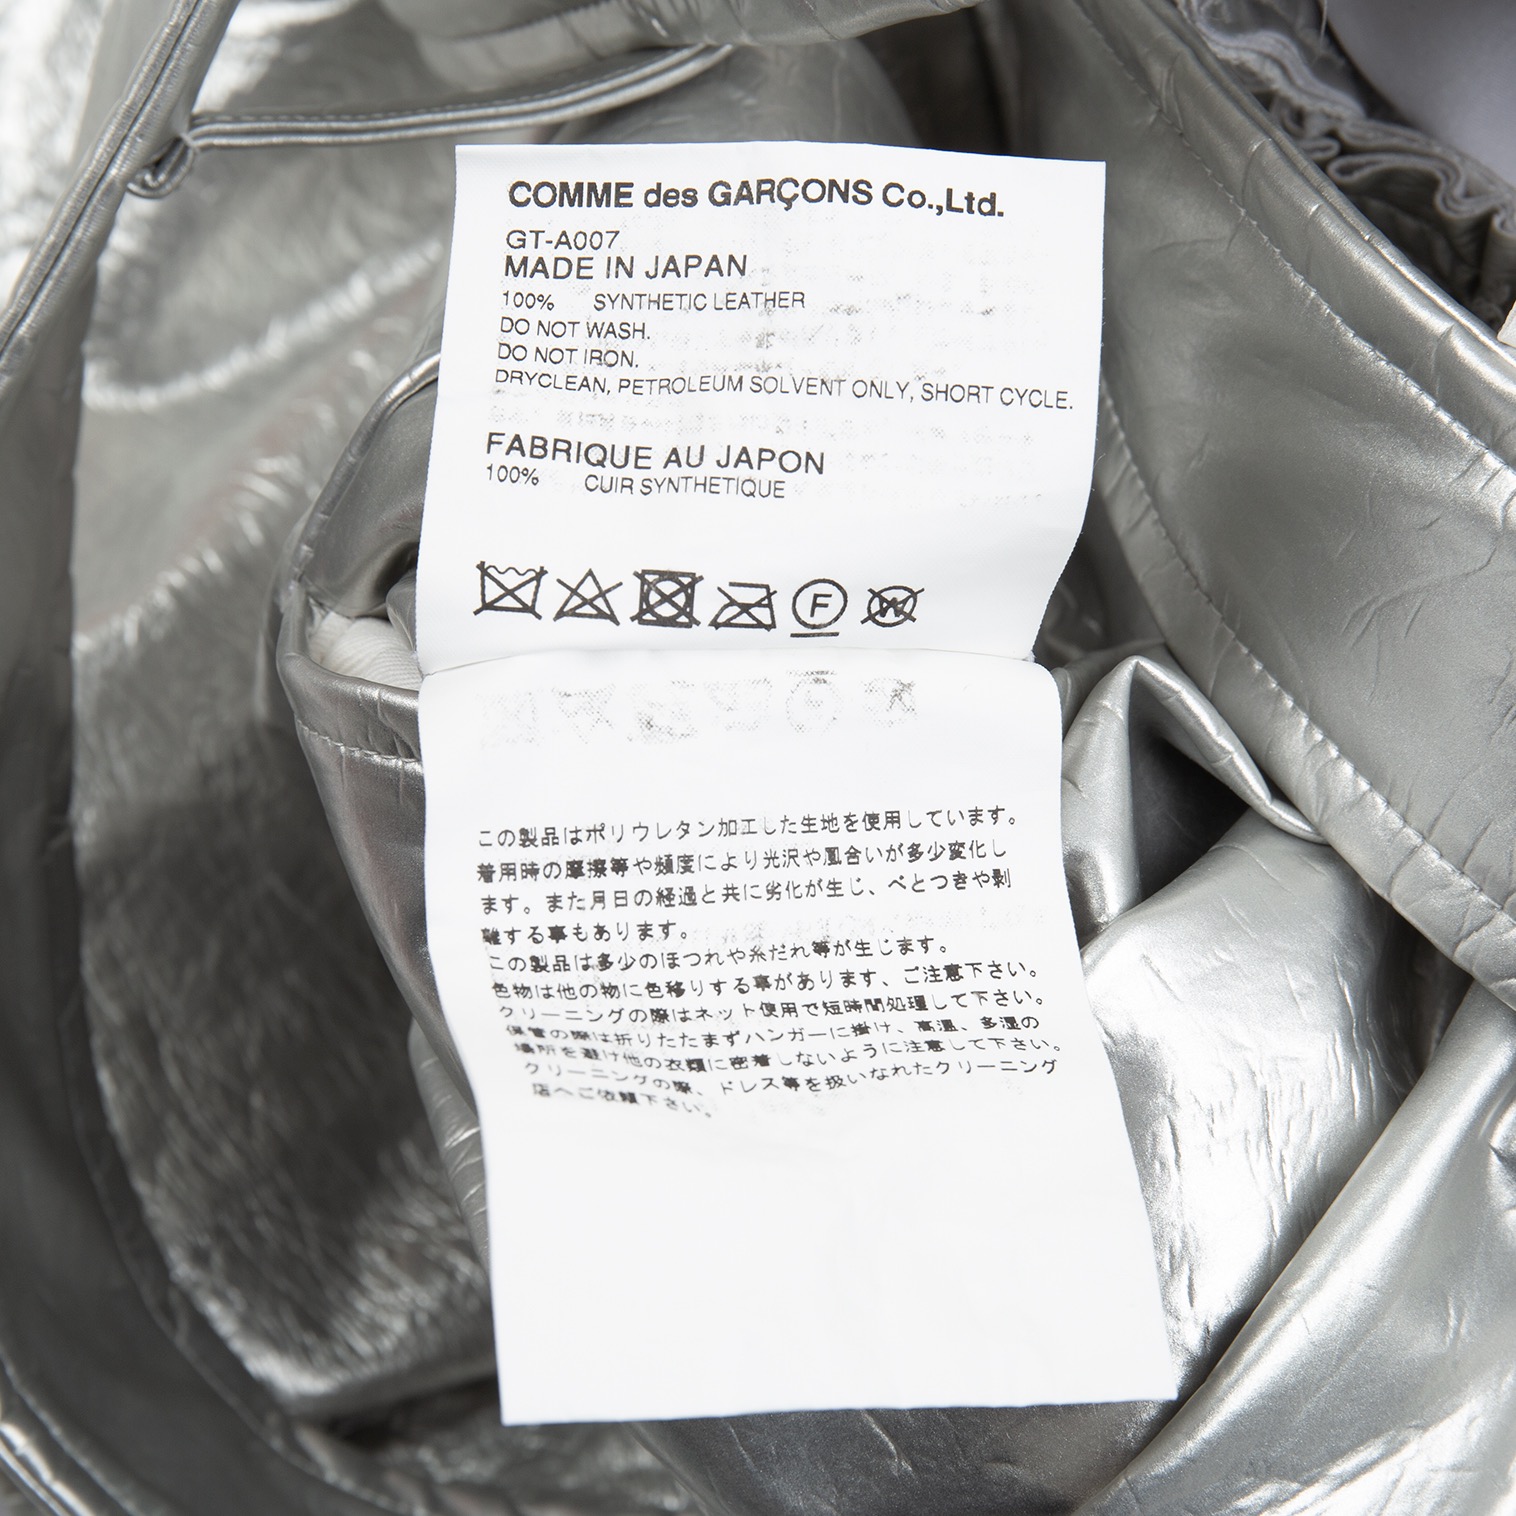 COMME des GARÇONS Co.,Ltd.
GT-A007
MADE IN JAPAN
100% SYNTHETIC LEATHER
DO NOT WASH.
DO NOT IRON.
DRYCLEAN, PETROLEUM SOLVENT ONLY, SHORT CYCLE.
FABRIQUE AU JAPON
100% CUIR SYNTHETIQUE
F W
この製品はポリウレタン加工した生地を使用しています。
着用時の摩擦等や頻度により光沢や風合いが多少変化し
ます。また月日の経過と共に劣化が生じ、べとつきや剥
離する事もあります。
この製品は多少のほつれや糸だれ等が生じます。
色物は他の物に色移りする事があります、ご注意下さい。
クリーニングの際はネット使用で短時間処理して下さい。
保管の際は折りたたまずハンガーに掛け、高温、多湿の
場所を避け他の衣類に密着しないように注意して下さい。
クリーニングの際、ドレス等を扱いなれたクリーニング
店へご依頼下さい。